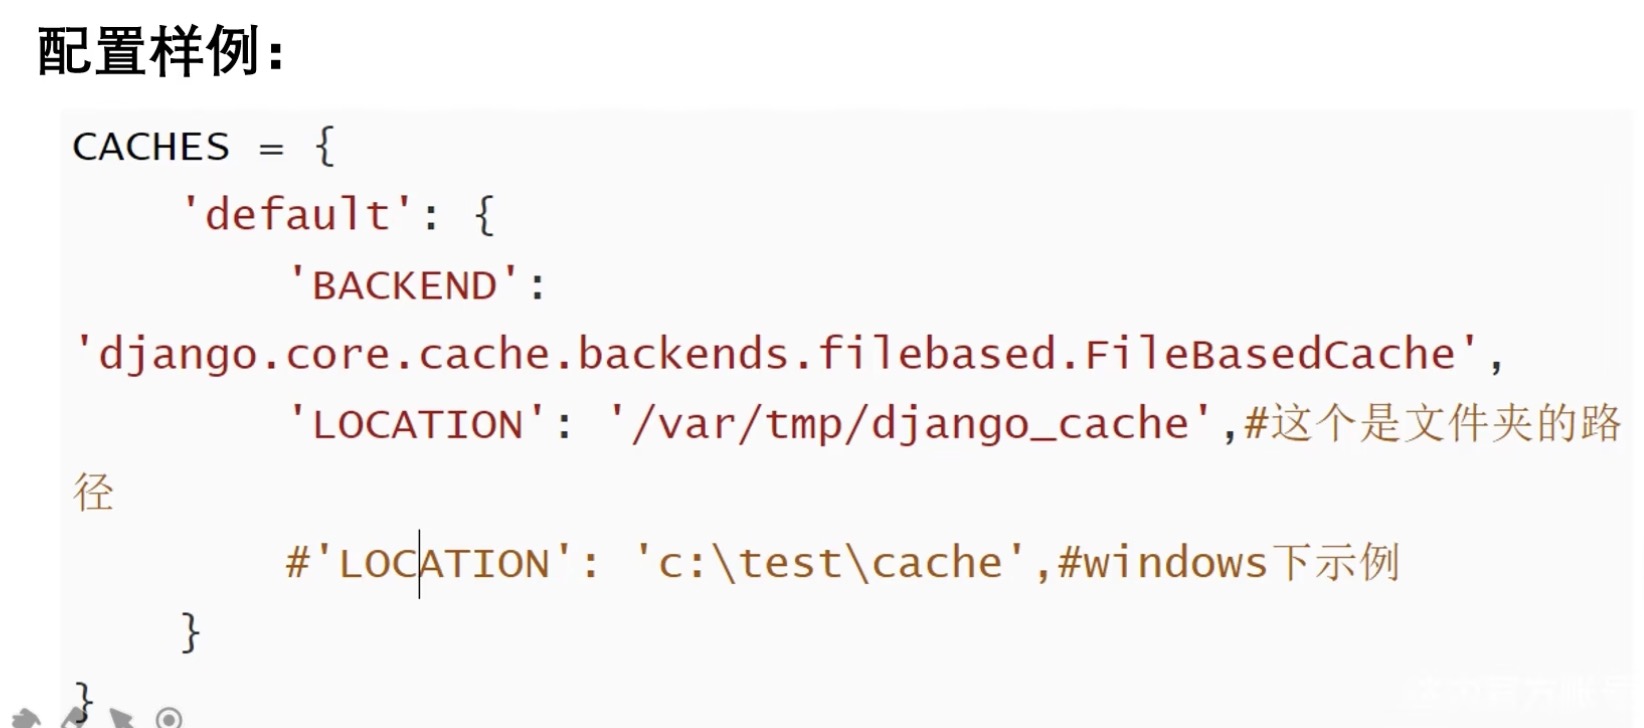 配置样例：
CACHES = {
    'default': {
        'BACKEND':
'django.core.cache.backends.filebased.FileBasedCache',
        'LOCATION': '/var/tmp/django_cache',#这个是文件夹的路
径
        #'LOCATION': 'c:\test\cache',#windows下示例
    }
}